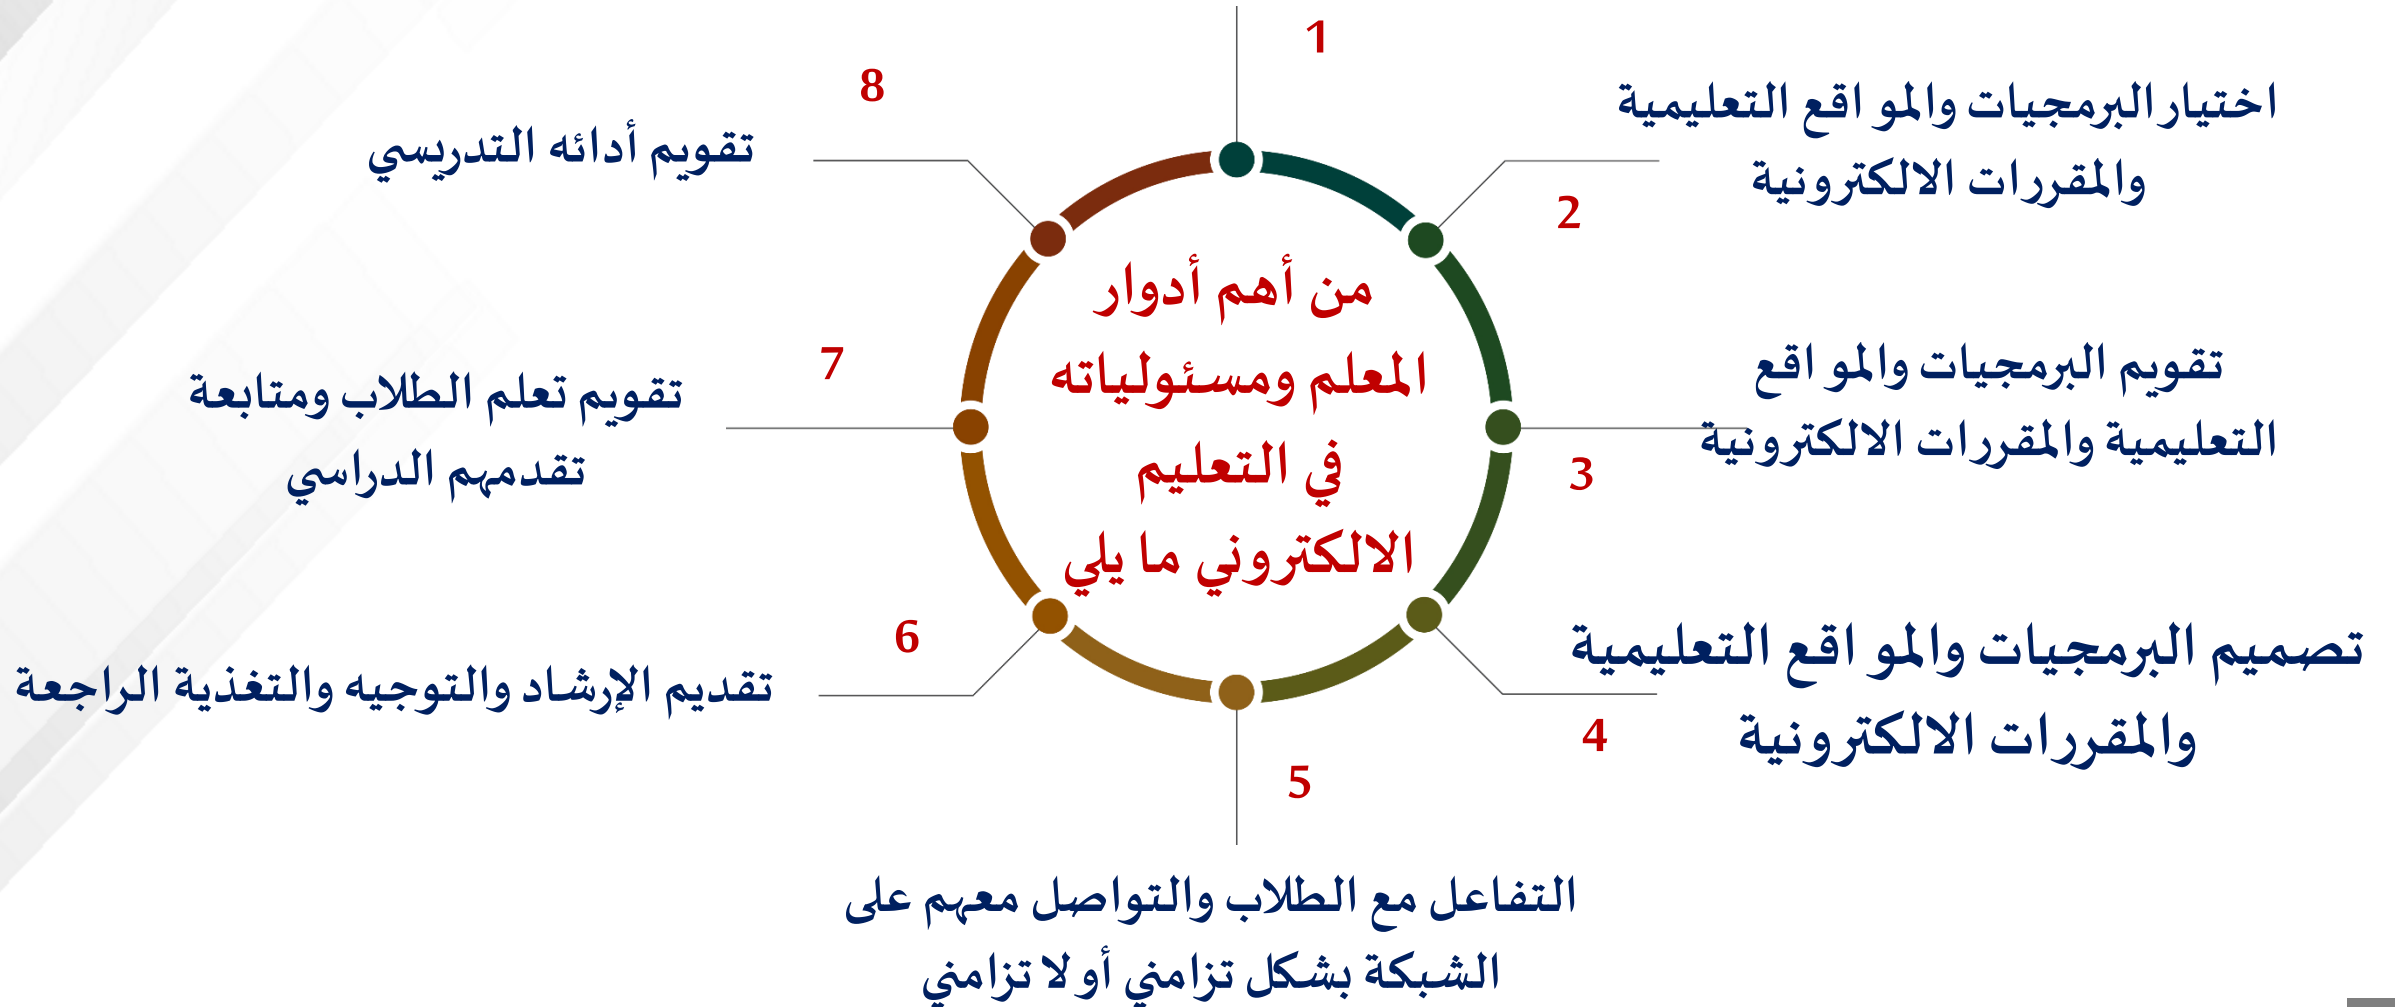 من أهم أدوار
المعلم ومسئولياته
في التعليم
الالكتروني ما يلي
1
2
اختيار البرمجيات والمواقع التعليمية
والمقررات الالكترونية
3
تقويم البرمجيات والمواقع
التعليمية والمقررات الالكترونية
4
تصميم البرمجيات والمواقع التعليمية
والمقررات الالكترونية
5
التفاعل مع الطلاب والتواصل معهم على
الشبكة بشكل تزامني أو لا تزامني
6
تقديم الإرشاد والتوجيه والتغذية الراجعة
7
تقويم تعلم الطلاب ومتابعة
تقدمهم الدراسي
8
تقويم أدائه التدريسي